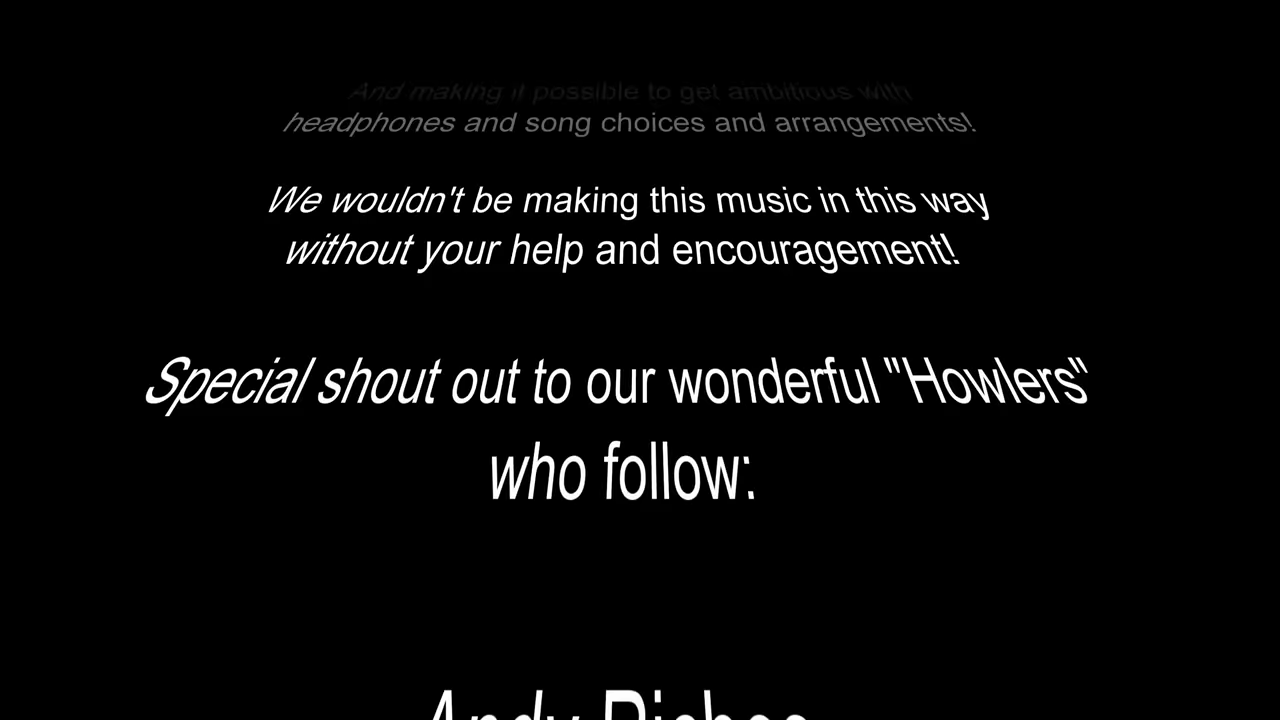 And making it possible to get ambitious with
headphones and song choices and arrangements!
We wouldn't be making this music in this way
without your help and encouragement!
Special shout out to our wonderful "Howlers"
who follow:
Andy